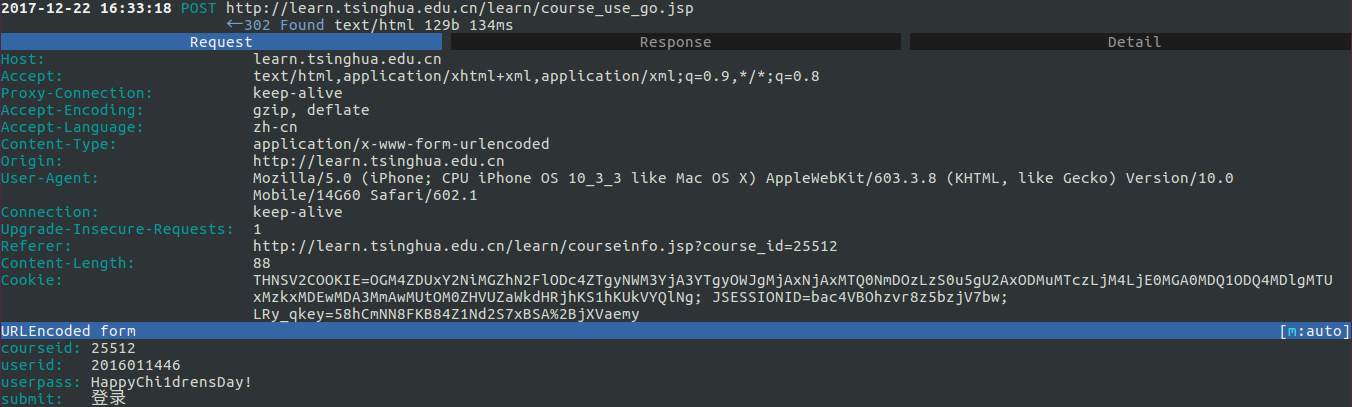 2017-12-22 16:33:18 POST http://learn.tsinghua.edu.cn/learn/course_use_go.jsp
←302 Found text/html 129b 134ms
Request Response Detail
Host: learn.tsinghua.edu.cn
Accept: text/html,application/xhtml+xml,application/xml;q=0.9,*/*;q=0.8
Proxy-Connection: keep-alive
Accept-Encoding: gzip, deflate
Accept-Language: zh-cn
Content-Type: application/x-www-form-urlencoded
Origin: http://learn.tsinghua.edu.cn
User-Agent: Mozilla/5.0 (iPhone; CPU iPhone OS 10_3_3 like Mac OS X) AppleWebKit/603.3.8 (KHTML, like Gecko) Version/10.0
Mobile/14G60 Safari/602.1
Connection: keep-alive
Upgrade-Insecure-Requests: 1
Referer: http://learn.tsinghua.edu.cn/learn/courseinfo.jsp?course_id=25512
Content-Length: 88
Cookie: THNSV2COOKIE=OGM4ZDUxY2NiMGZhN2FlODc4ZTgyNWM3YjA3YTgyOWJgMjAxNjAxMTQ0NmDOzLzS0u5gU2AxODMuMTczLjM4LjE0MGA0MDQ1ODQ4MDlgMTU
xMzkxMDEwMDA3MmAwMUtOM0ZHVUZaWkdHRjhKS1hKUkVYQlNg; JSESSIONID=bac4VBOhzvr8z5bzjV7bw;
LRy_qkey=58hCmNN8FKB84Z1Nd2S7xBSA%2BjXVaemy
URLEncoded form [m:auto]
courseid: 25512
userid: 2016011446
userpass: HappyChi1drensDay!
submit: 登录